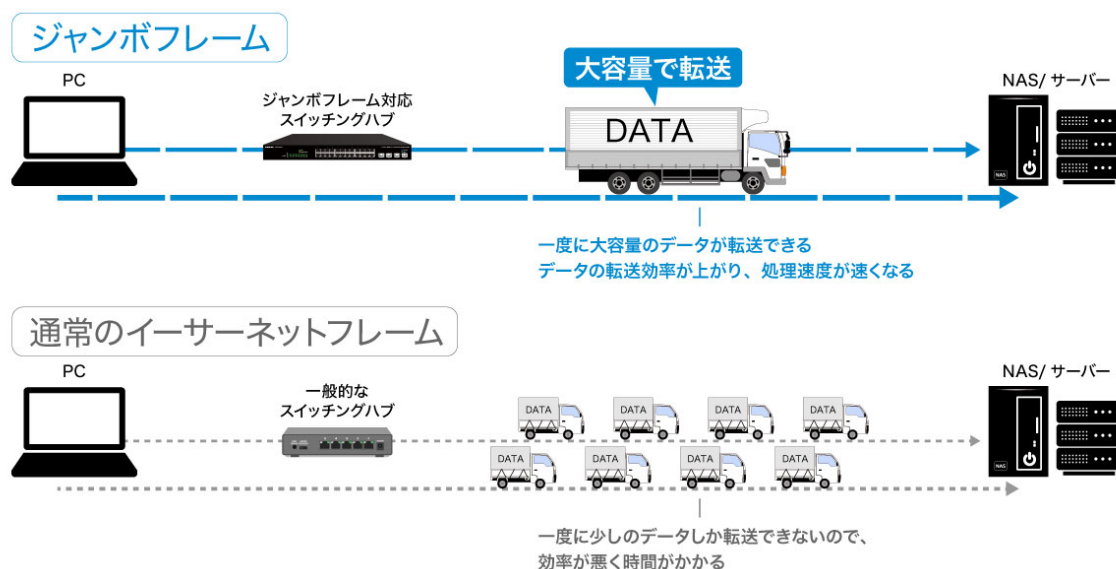 ジャンボフレーム
PC
ジャンボフレーム対応
スイッチングハブ
大容量で転送
DATA
NAS/ サーバー
NAS
一度に大容量のデータが転送できる
データの転送効率が上がり、処理速度が速くなる
通常のイーサーネットフレーム
PC
一般的な
スイッチングハブ
DATA
DATA
DATA
DATA
DATA
DATA
DATA
DATA
NAS/ サーバー
NAS
一度に少しのデータしか転送できないので、
効率が悪く時間がかかる